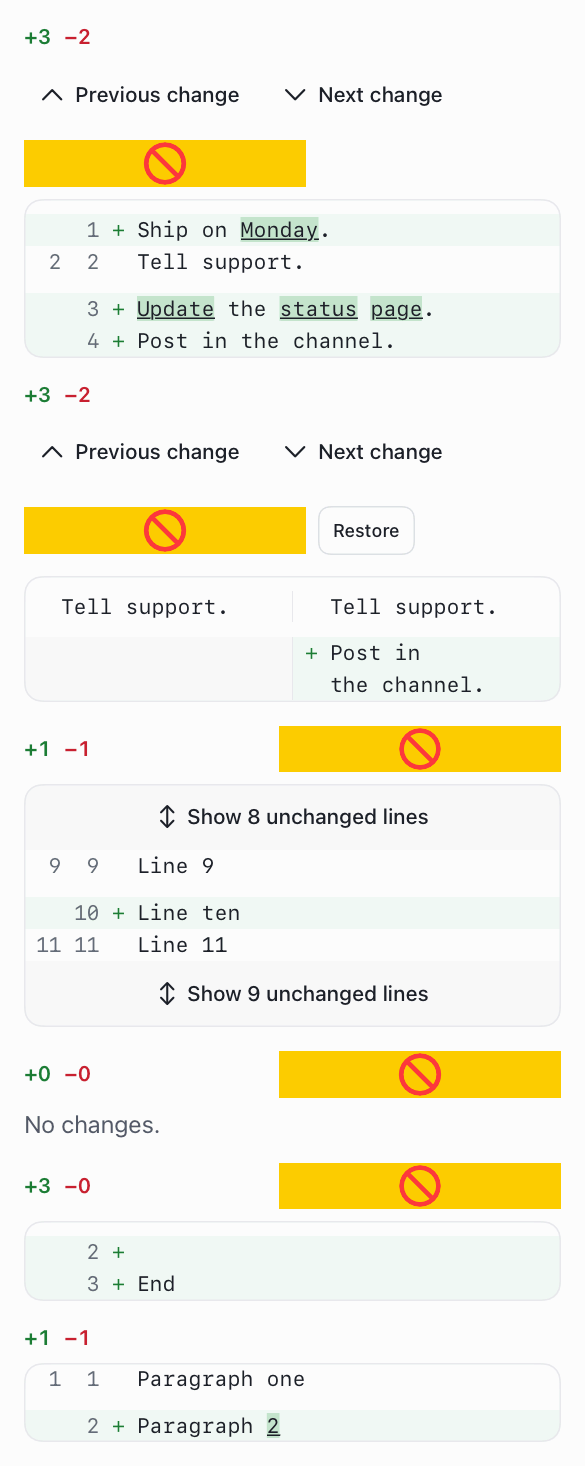 +3 −2
Previous change Next change
1 + Ship on Monday.
2 2 Tell support.
3 + Update the status page.
4 + Post in the channel.
+3 −2
Previous change Next change
Restore
Tell support. Tell support.
+ Post in
the channel.
+1 −1
Show 8 unchanged lines
9 9 Line 9
10 + Line ten
11 11 Line 11
Show 9 unchanged lines
+0 −0
No changes.
+3 −0
2 +
3 + End
+1 −1
1 1 Paragraph one
2 + Paragraph 2